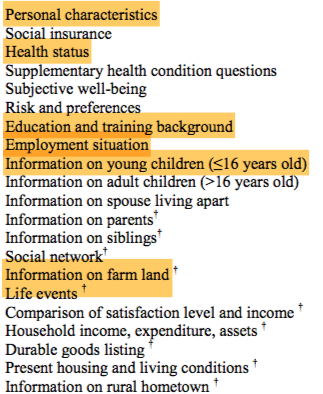 Personal characteristics
Social insurance
Health status
Supplementary health condition questions
Subjective well-being
Risk and preferences
Education and training background
Employment situation
Information on young children (≤16 years old)
Information on adult children (>16 years old)
Information on spouse living apart
Information on parents†
Information on siblings†
Social network†
Information on farm land †
Life events †
Comparison of satisfaction level and income †
Household income, expenditure, assets †
Durable goods listing †
Present housing and living conditions †
Information on rural hometown †